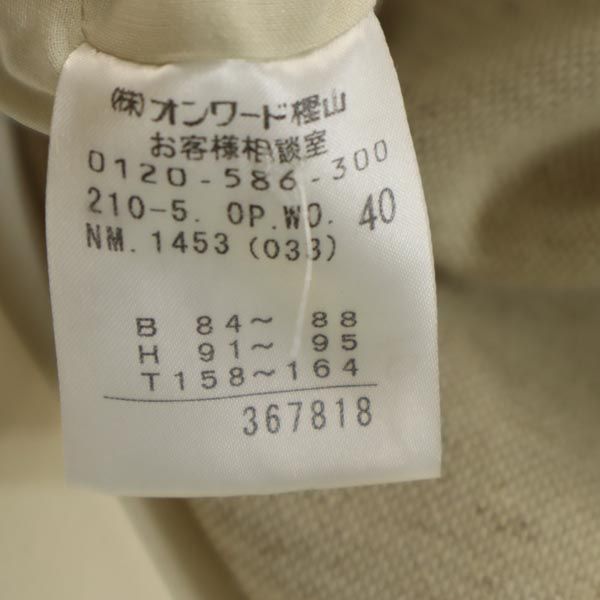 ㈱オンワード樫山
お客様相談室
0120-586-300
210-5. OP.WO. 40
NM.1453 (033)
B 84～ 88
H 91～ 95
T 158～164
367818